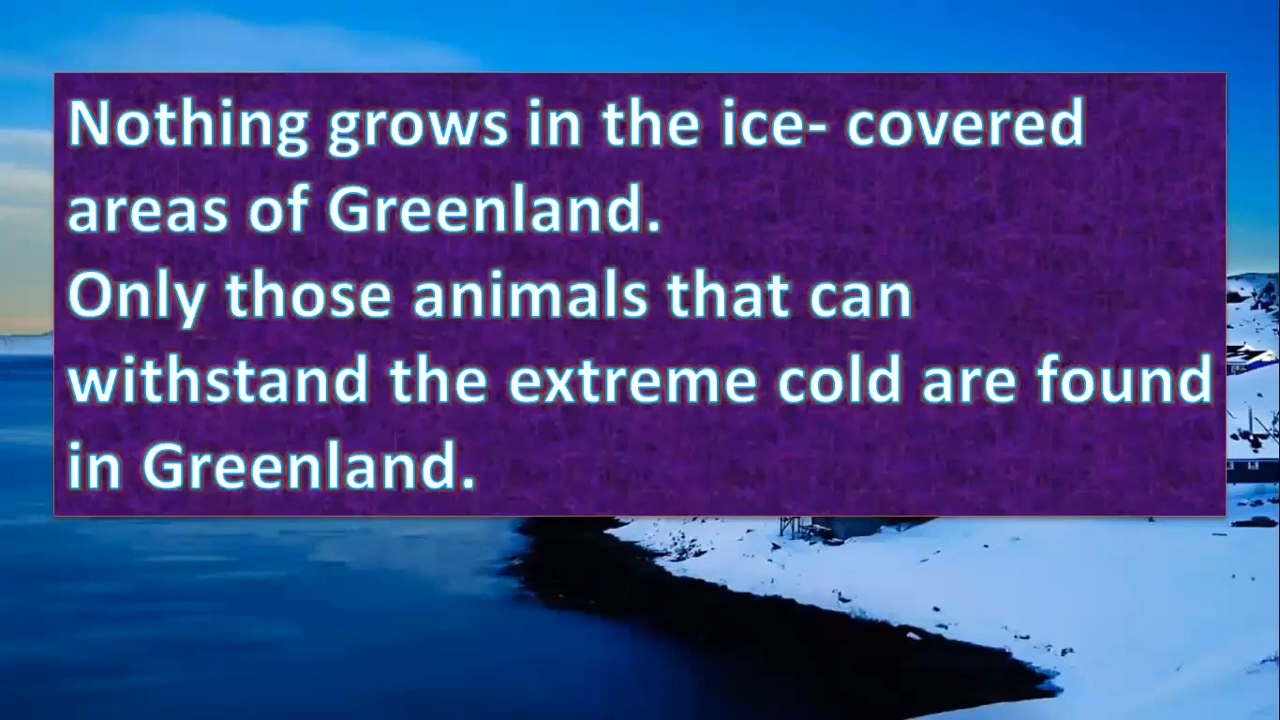 Nothing grows in the ice- covered
areas of Greenland.
Only those animals that can
withstand the extreme cold are found
in Greenland.